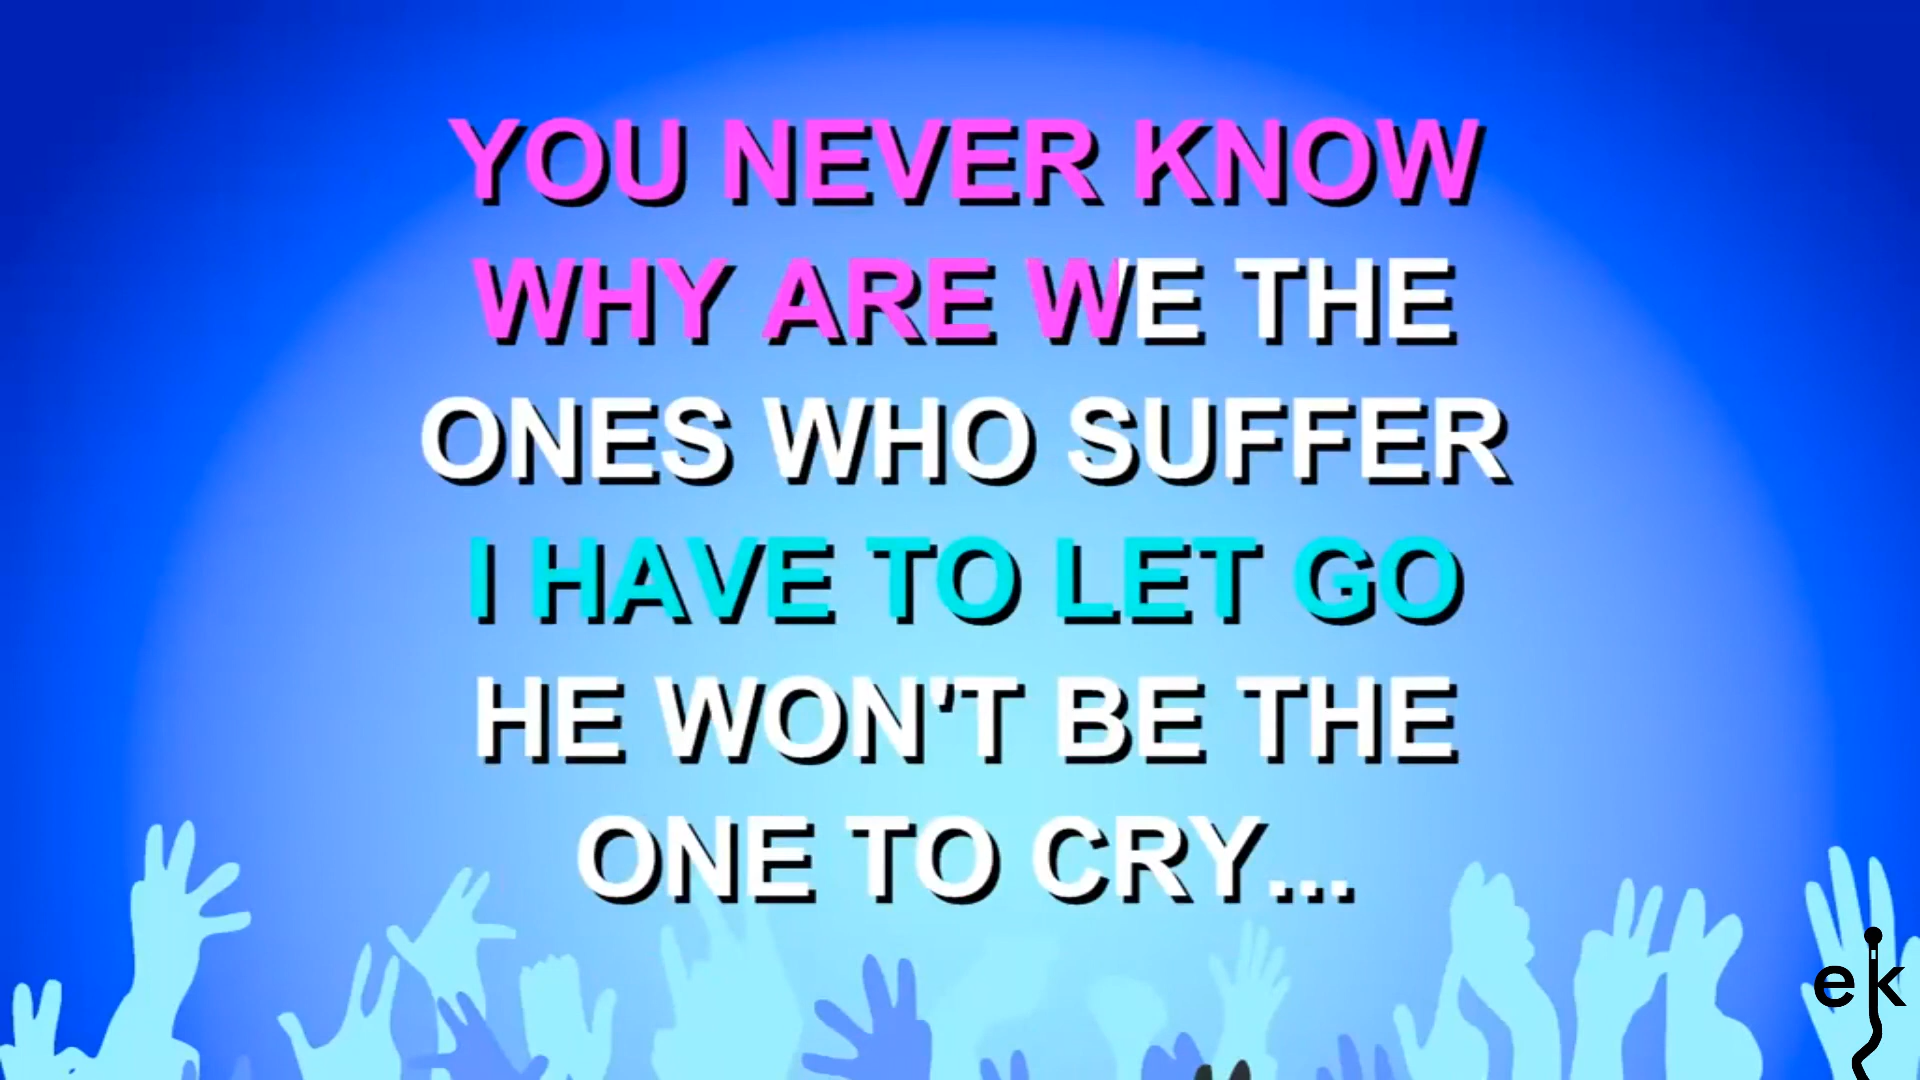 YOU NEVER KNOW
WHY ARE WE THE
ONES WHO SUFFER
I HAVE TO LET GO
HE WON'T BE THE
ONE TO CRY...
ek